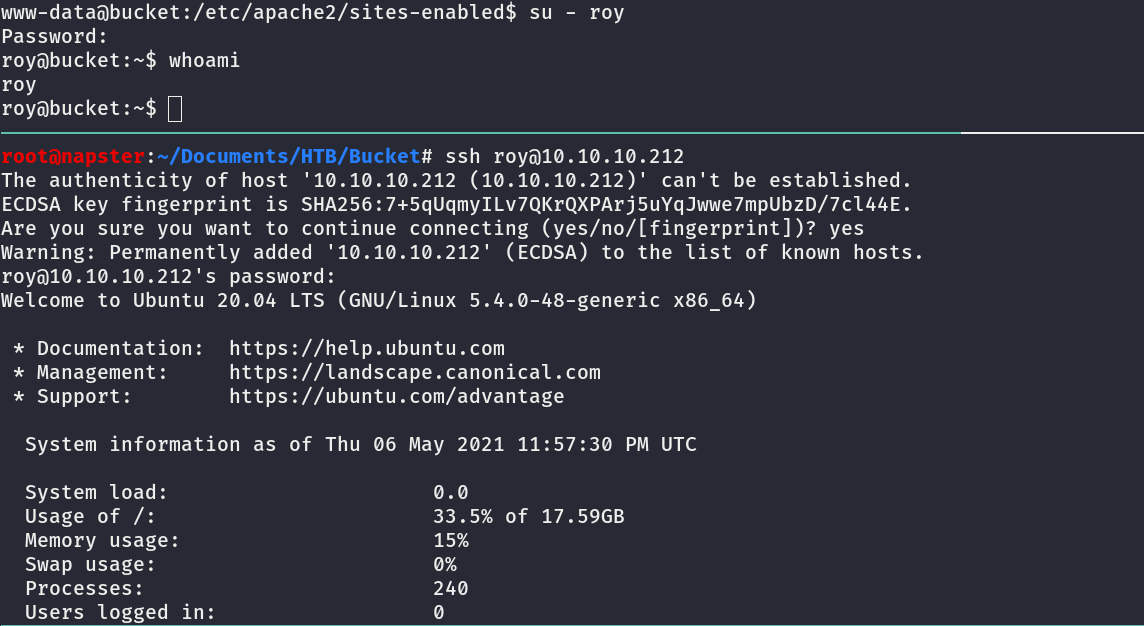 www-data@bucket:/etc/apache2/sites-enabled$ su - roy
Password:
roy@bucket:~$ whoami
roy
roy@bucket:~$
root@napster:~/Documents/HTB/Bucket# ssh roy@10.10.10.212
The authenticity of host '10.10.10.212 (10.10.10.212)' can't be established.
ECDSA key fingerprint is SHA256:7+5qUqmyILv7QKrQXPArj5uYqJwwe7mpUbzD/7cl44E.
Are you sure you want to continue connecting (yes/no/[fingerprint])? yes
Warning: Permanently added '10.10.10.212' (ECDSA) to the list of known hosts.
roy@10.10.10.212's password:
Welcome to Ubuntu 20.04 LTS (GNU/Linux 5.4.0-48-generic x86_64)
* Documentation:  https://help.ubuntu.com
* Management:     https://landscape.canonical.com
* Support:        https://ubuntu.com/advantage
System information as of Thu 06 May 2021 11:57:30 PM UTC
System load:                      0.0
Usage of /:                       33.5% of 17.59GB
Memory usage:                     15%
Swap usage:                       0%
Processes:                        240
Users logged in:                  0